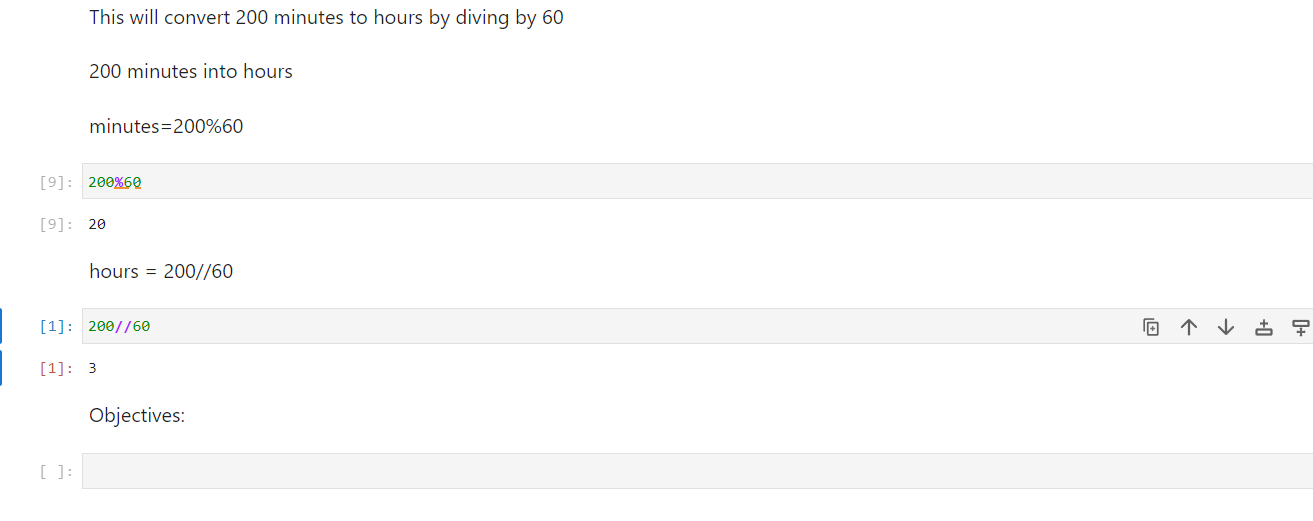 This will convert 200 minutes to hours by diving by 60
200 minutes into hours
minutes=200%60
[9]: 200%60
[9]: 20
hours = 200//60
[1]: 200//60
[1]: 3
Objectives:
[ ]: